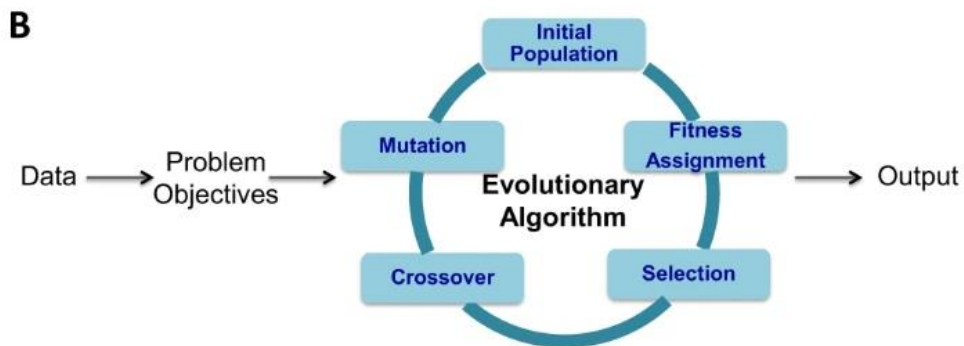 B
Initial
Population
Mutation
Fitness
Assignment
Data
Problem
Objectives
Evolutionary
Algorithm
Output
Crossover
Selection